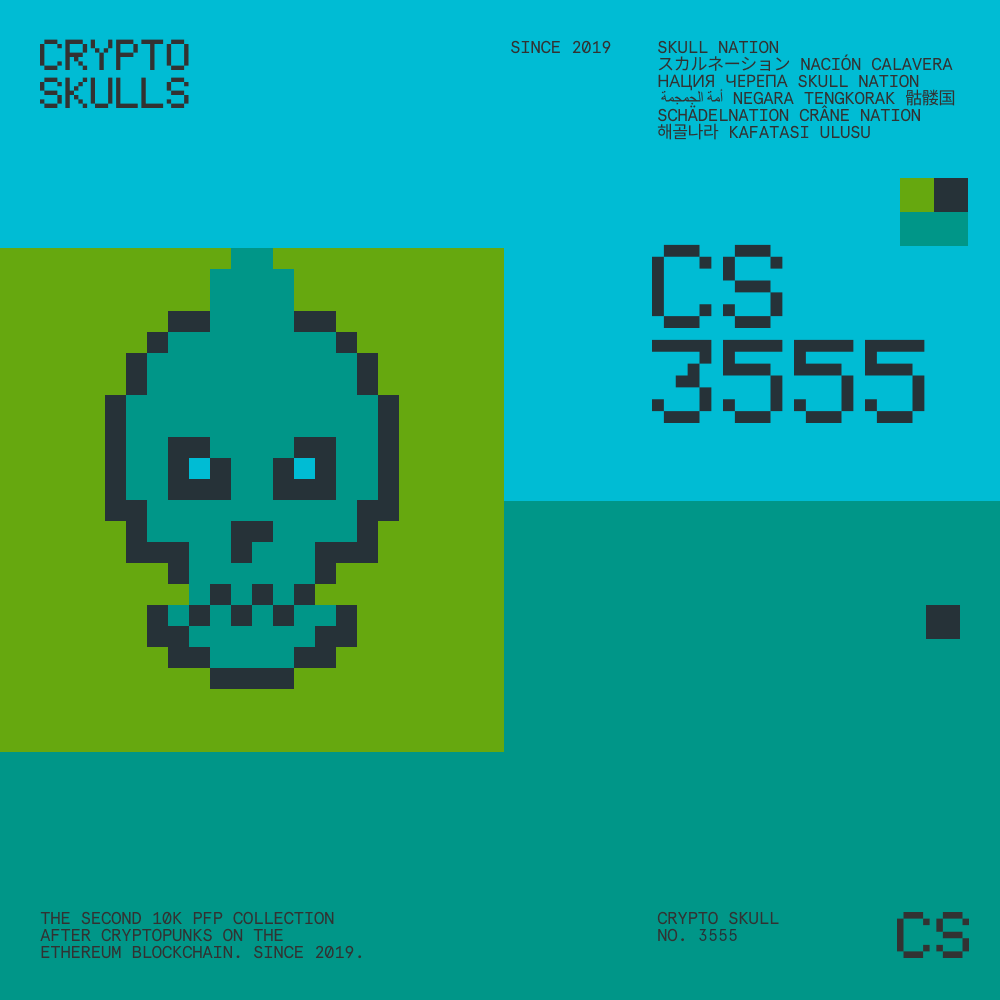 CRYPTO
SKULLS
SINCE 2019
SKULL NATION
スカルネーション NACIÓN CALAVERA
НАЦИЯ ЧЕРЕПА SKULL NATION
أمة الجمجمة NEGARA TENGKORAK 骷髅国
SCHÄDELNATION CRÂNE NATION
해골나라 KAFATASI ULUSU
CS
3555
THE SECOND 10K PFP COLLECTION
AFTER CRYPTOPUNKS ON THE
ETHEREUM BLOCKCHAIN. SINCE 2019.
CRYPTO SKULL
NO. 3555
CS